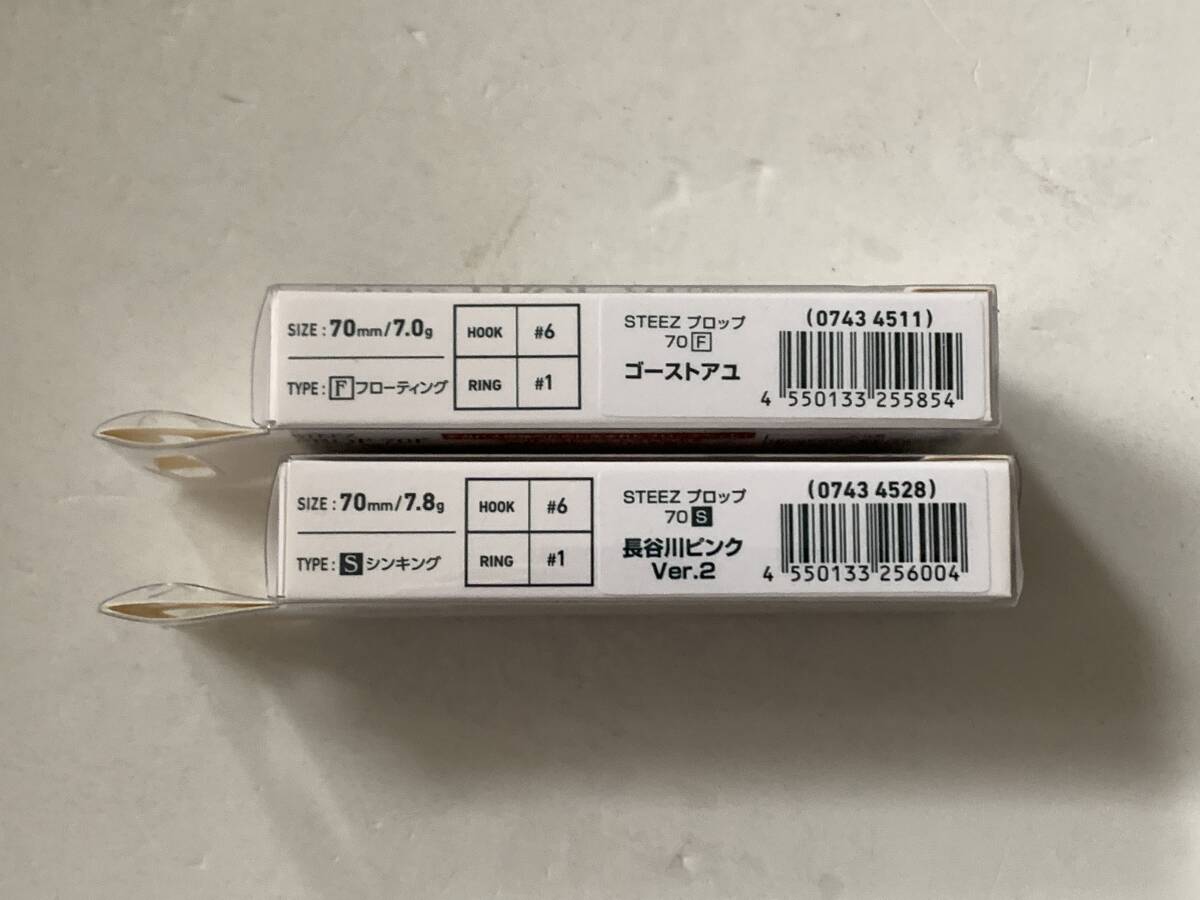 SIZE : 70mm/7.0g
TYPE : F フローティング
HOOK #6
RING #1
STEEZ プロップ
70 F
ゴーストアユ
(0743 4511)
4 550133 255854
SIZE : 70mm/7.8g
TYPE : S シンキング
HOOK #6
RING #1
STEEZ プロップ
70 S
長谷川ピンク
Ver.2
(0743 4528)
4 550133 256004